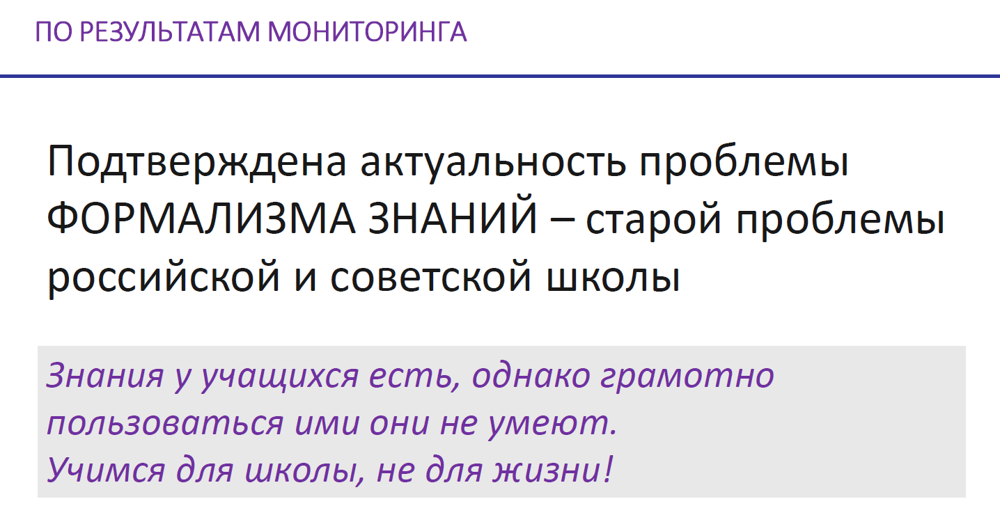 ПО РЕЗУЛЬТАТАМ МОНИТОРИНГА
Подтверждена актуальность проблемы
ФОРМАЛИЗМА ЗНАНИЙ – старой проблемы
российской и советской школы
Знания у учащихся есть, однако грамотно
пользоваться ими они не умеют.
Учимся для школы, не для жизни!